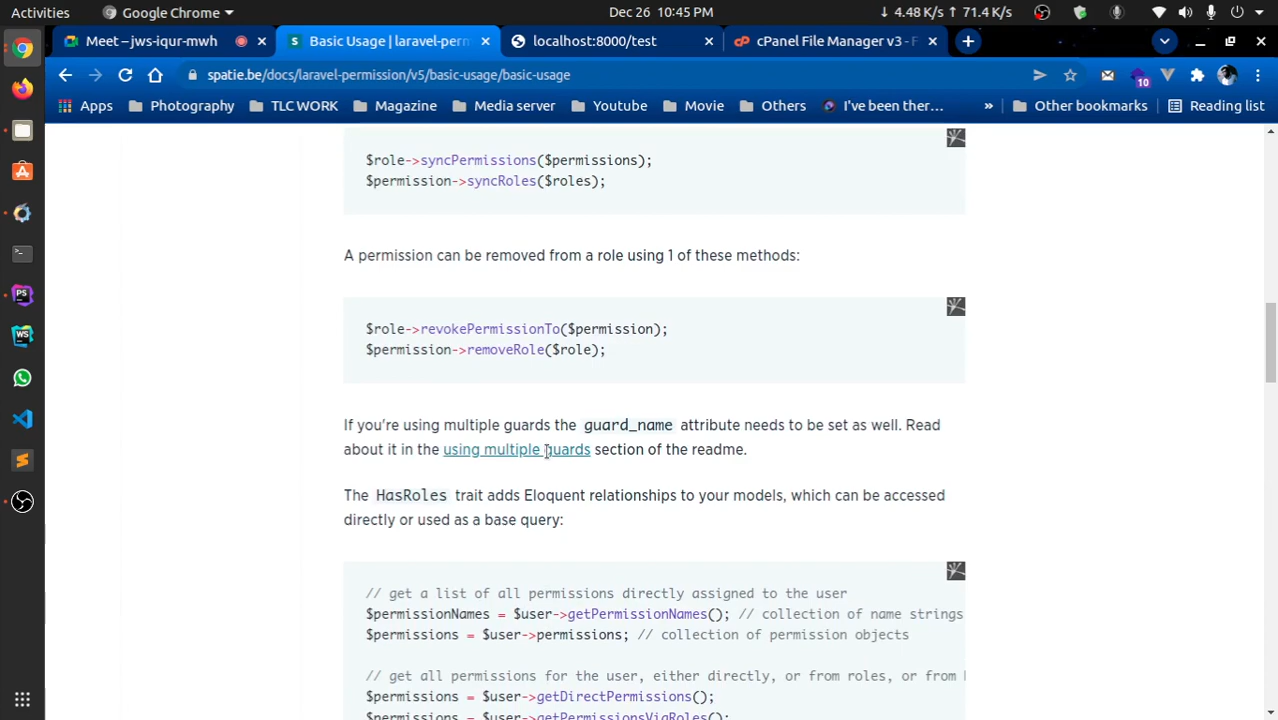 Activities
Google Chrome
Dec 26 10:45 PM
↓ 4.48 K/s ↑ 71.4 K/s
Meet – jws-iqur-mwh
Basic Usage | laravel-perm
localhost:8000/test
cPanel File Manager v3 - F
spatie.be/docs/laravel-permission/v5/basic-usage/basic-usage
10
Apps
Photography
TLC WORK
Magazine
Media server
Youtube
Movie
Others
I've been ther...
»
Other bookmarks
Reading list
$role->syncPermissions($permissions);
$permission->syncRoles($roles);
A permission can be removed from a role using 1 of these methods:
$role->revokePermissionTo($permission);
$permission->removeRole($role);
If you're using multiple guards the guard_name attribute needs to be set as well. Read
about it in the using multiple guards section of the readme.
The HasRoles trait adds Eloquent relationships to your models, which can be accessed
directly or used as a base query:
// get a list of all permissions directly assigned to the user
$permissionNames = $user->getPermissionNames(); // collection of name strings
$permissions = $user->permissions; // collection of permission objects
// get all permissions for the user, either directly, or from roles, or from
$permissions = $user->getDirectPermissions();
$permissions = $user->getPermissionsViaRoles();
PS
WS